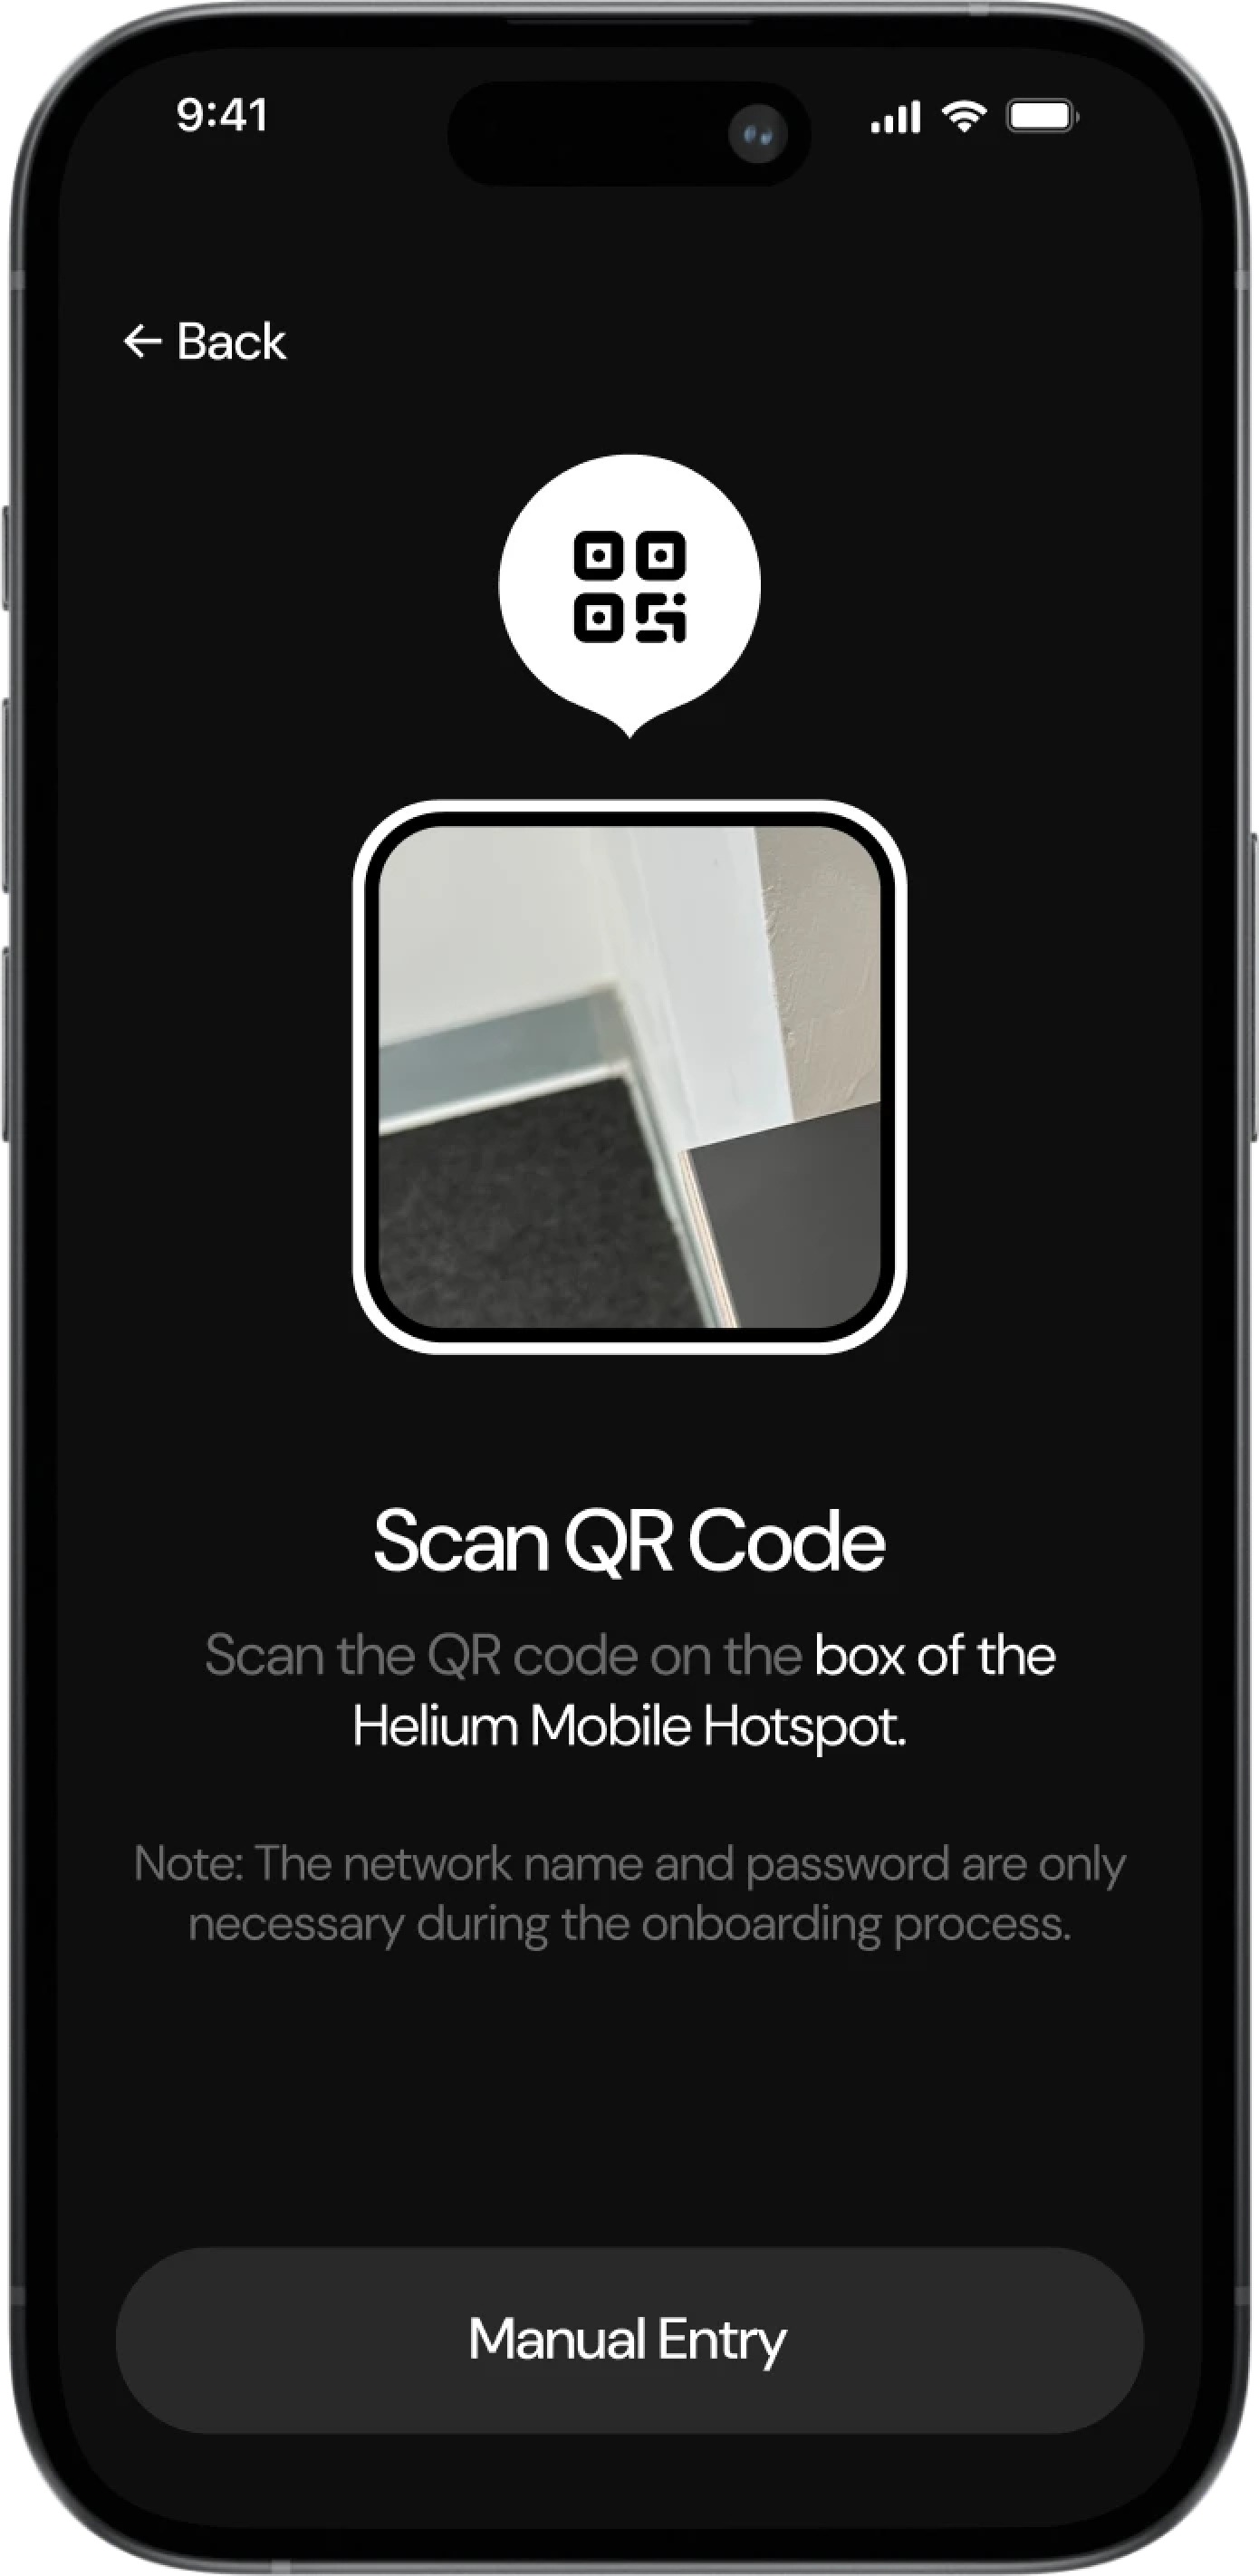 9:41
← Back
Scan QR Code
Scan the QR code on the box of the
Helium Mobile Hotspot.
Note: The network name and password are only
necessary during the onboarding process.
Manual Entry